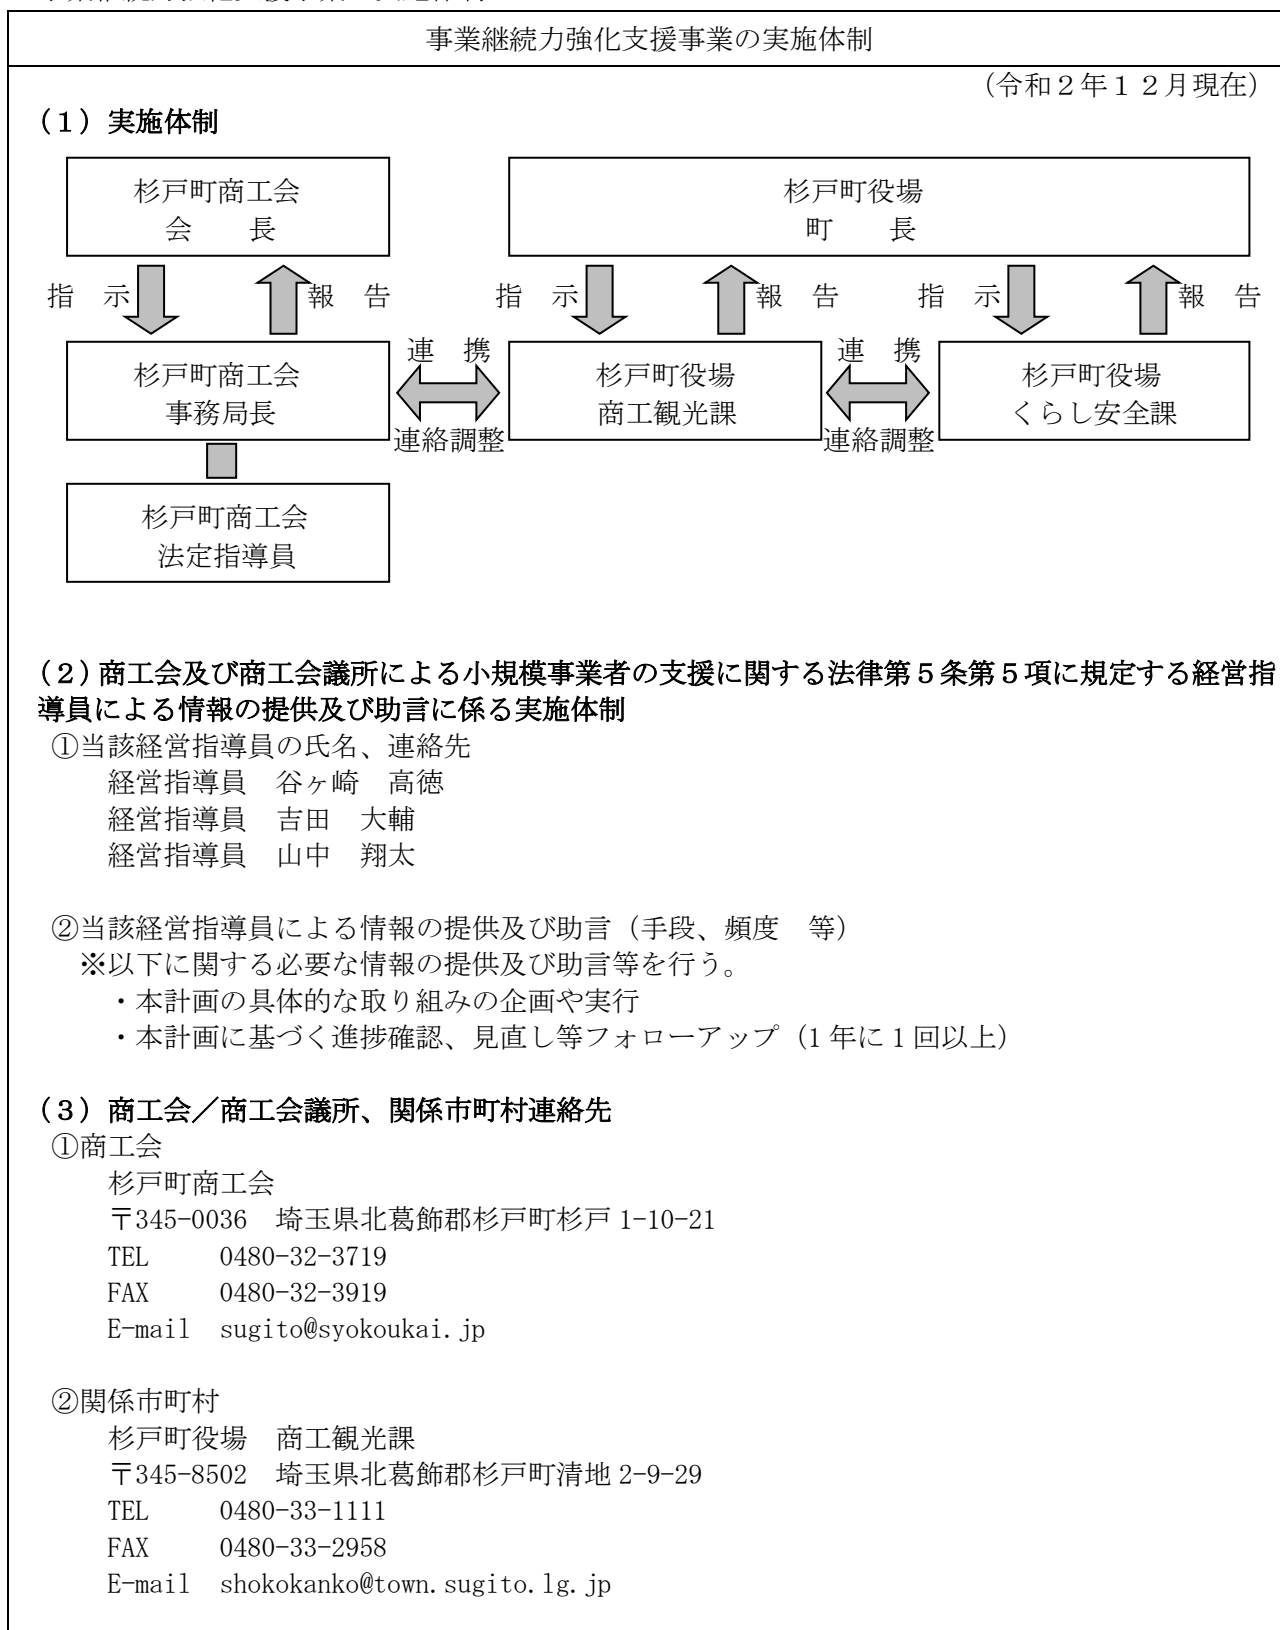 事業継続力強化支援事業の実施体制
（令和２年１２月現在）
（１）実施体制
杉戸町商工会
会　　長
杉戸町役場
町　　長
指　示
報　告
指　示
報　告
指　示
報　告
杉戸町商工会
事務局長
連　携
連絡調整
杉戸町役場
商工観光課
連　携
連絡調整
杉戸町役場
くらし安全課
杉戸町商工会
法定指導員
（２）商工会及び商工会議所による小規模事業者の支援に関する法律第５条第５項に規定する経営指
導員による情報の提供及び助言に係る実施体制
①当該経営指導員の氏名、連絡先
経営指導員　谷ヶ崎　高徳
経営指導員　吉田　大輔
経営指導員　山中　翔太
②当該経営指導員による情報の提供及び助言（手段、頻度　等）
※以下に関する必要な情報の提供及び助言等を行う。
・本計画の具体的な取り組みの企画や実行
・本計画に基づく進捗確認、見直し等フォローアップ（1 年に 1 回以上）
（３）商工会／商工会議所、関係市町村連絡先
①商工会
杉戸町商工会
〒345-0036　埼玉県北葛飾郡杉戸町杉戸 1-10-21
TEL　　0480-32-3719
FAX　　0480-32-3919
E-mail　sugito@syokoukai.jp
②関係市町村
杉戸町役場　商工観光課
〒345-8502　埼玉県北葛飾郡杉戸町清地 2-9-29
TEL　　0480-33-1111
FAX　　0480-33-2958
E-mail　shokokanko@town.sugito.lg.jp